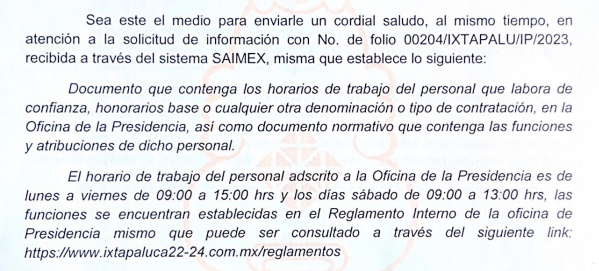 Sea este el medio para enviarle un cordial saludo, al mismo tiempo, en
atención a la solicitud de información con No. de folio 00204/IXTAPALU/IP/2023,
recibida a través del sistema SAIMEX, misma que establece lo siguiente:
Documento que contenga los horarios de trabajo del personal que labora de
confianza, honorarios base o cualquier otra denominación o tipo de contratación, en la
Oficina de la Presidencia, así como documento normativo que contenga las funciones
y atribuciones de dicho personal.
El horario de trabajo del personal adscrito a la Oficina de la Presidencia es de
lunes a viernes de 09:00 a 15:00 hrs y los días sábado de 09:00 a 13:00 hrs, las
funciones se encuentran establecidas en el Reglamento Interno de la oficina de
Presidencia mismo que puede ser consultado a través del siguiente link:
https://www.ixtapaluca22-24.com.mx/reglamentos